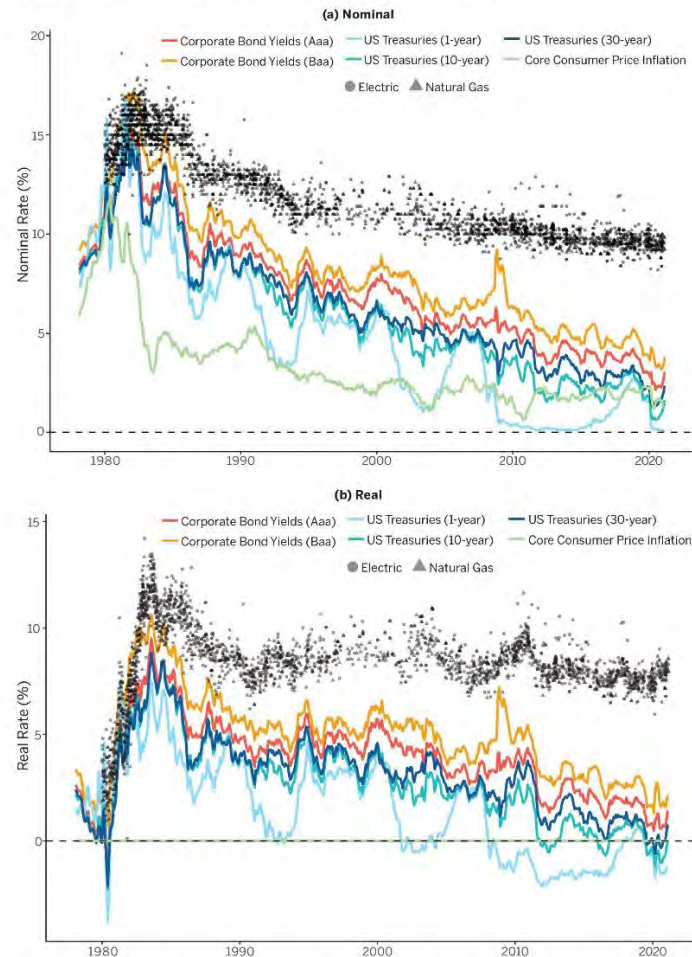 (a) Nominal
20
Corporate Bond Yields (Aaa) US Treasuries (1-year) US Treasuries (30-year)
Corporate Bond Yields (Baa) US Treasuries (10-year) Core Consumer Price Inflation
Electric Natural Gas
15
Nominal Rate (%)
10
5
0
1980 1990 2000 2010 2020
(b) Real
15
Corporate Bond Yields (Aaa) US Treasuries (1-year) US Treasuries (30-year)
Corporate Bond Yields (Baa) US Treasuries (10-year) Core Consumer Price Inflation
Electric Natural Gas
10
Real Rate (%)
5
0
1980 1990 2000 2010 2020